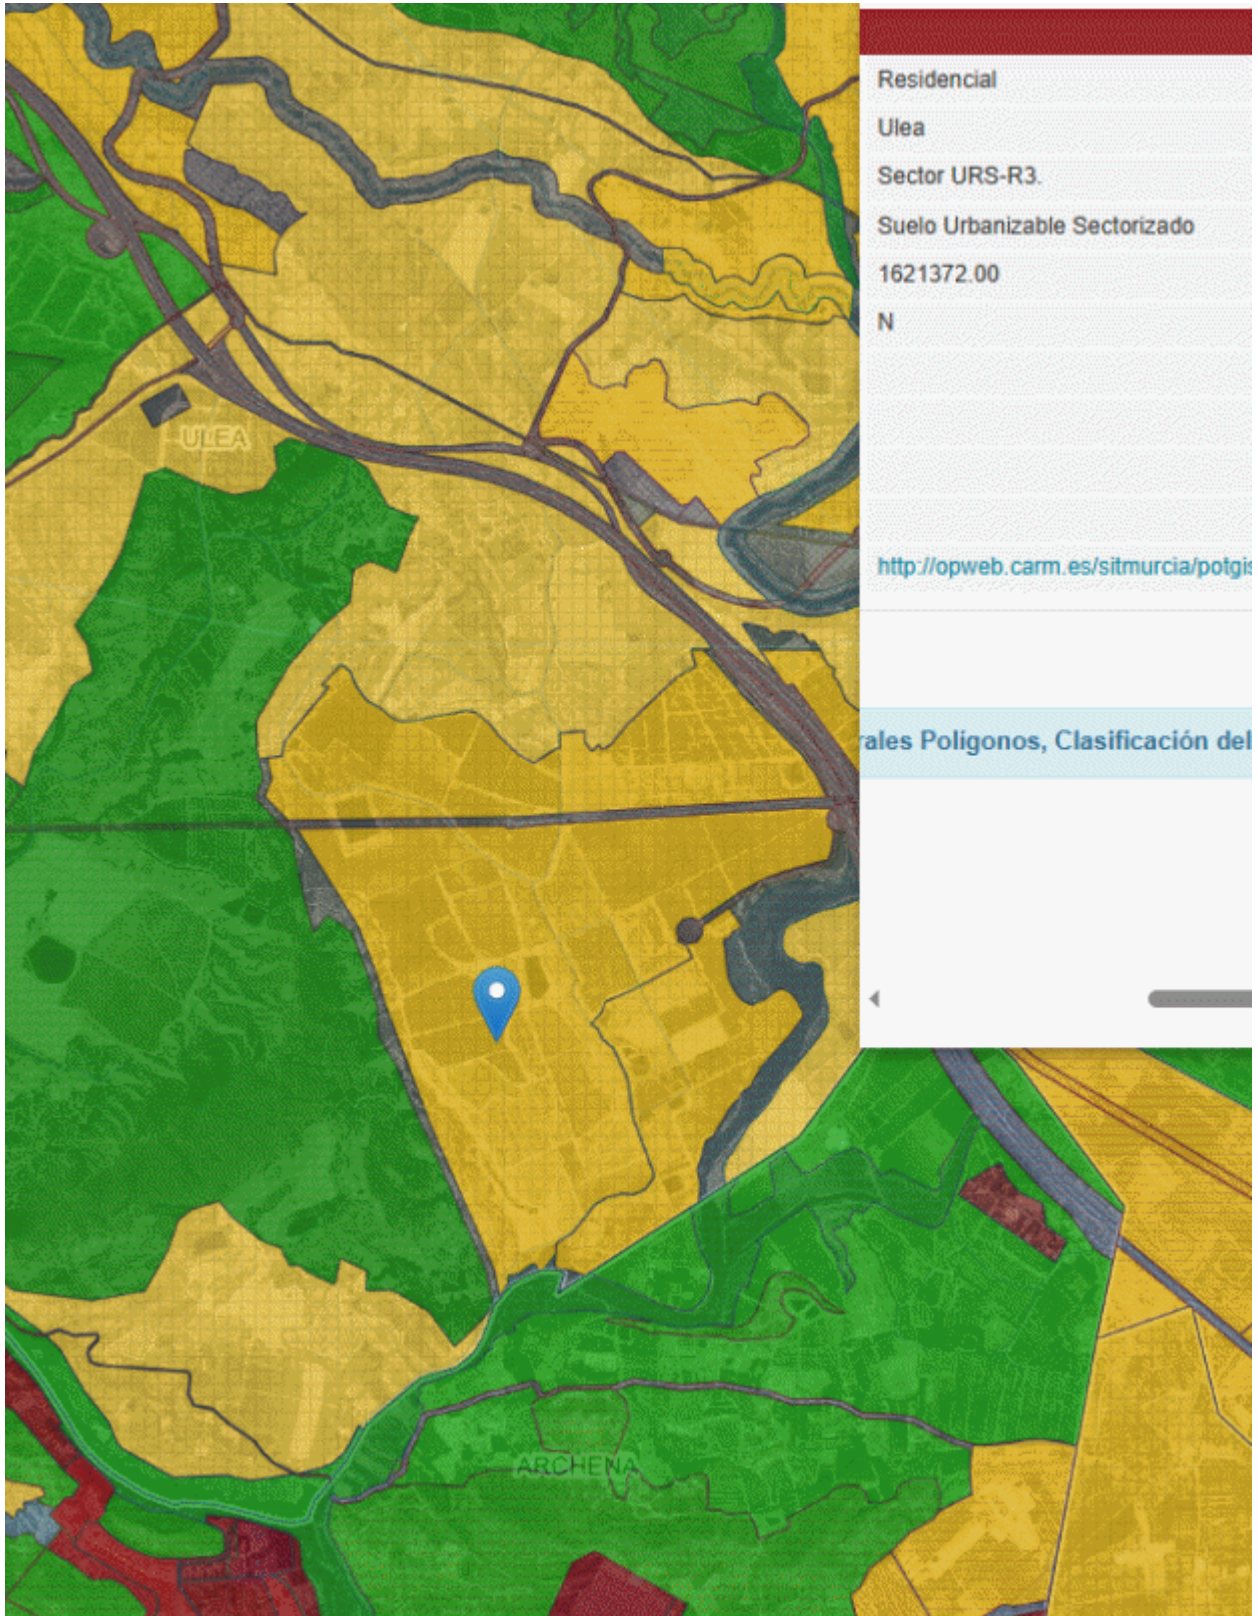 Residencial
Ulea
Sector URS-R3.
Suelo Urbanizable Sectorizado
1621372.00
N
ULEA
http://opweb.carm.es/sitmurcia/potgis
rales Poligonos, Clasificación del
ARCHENA